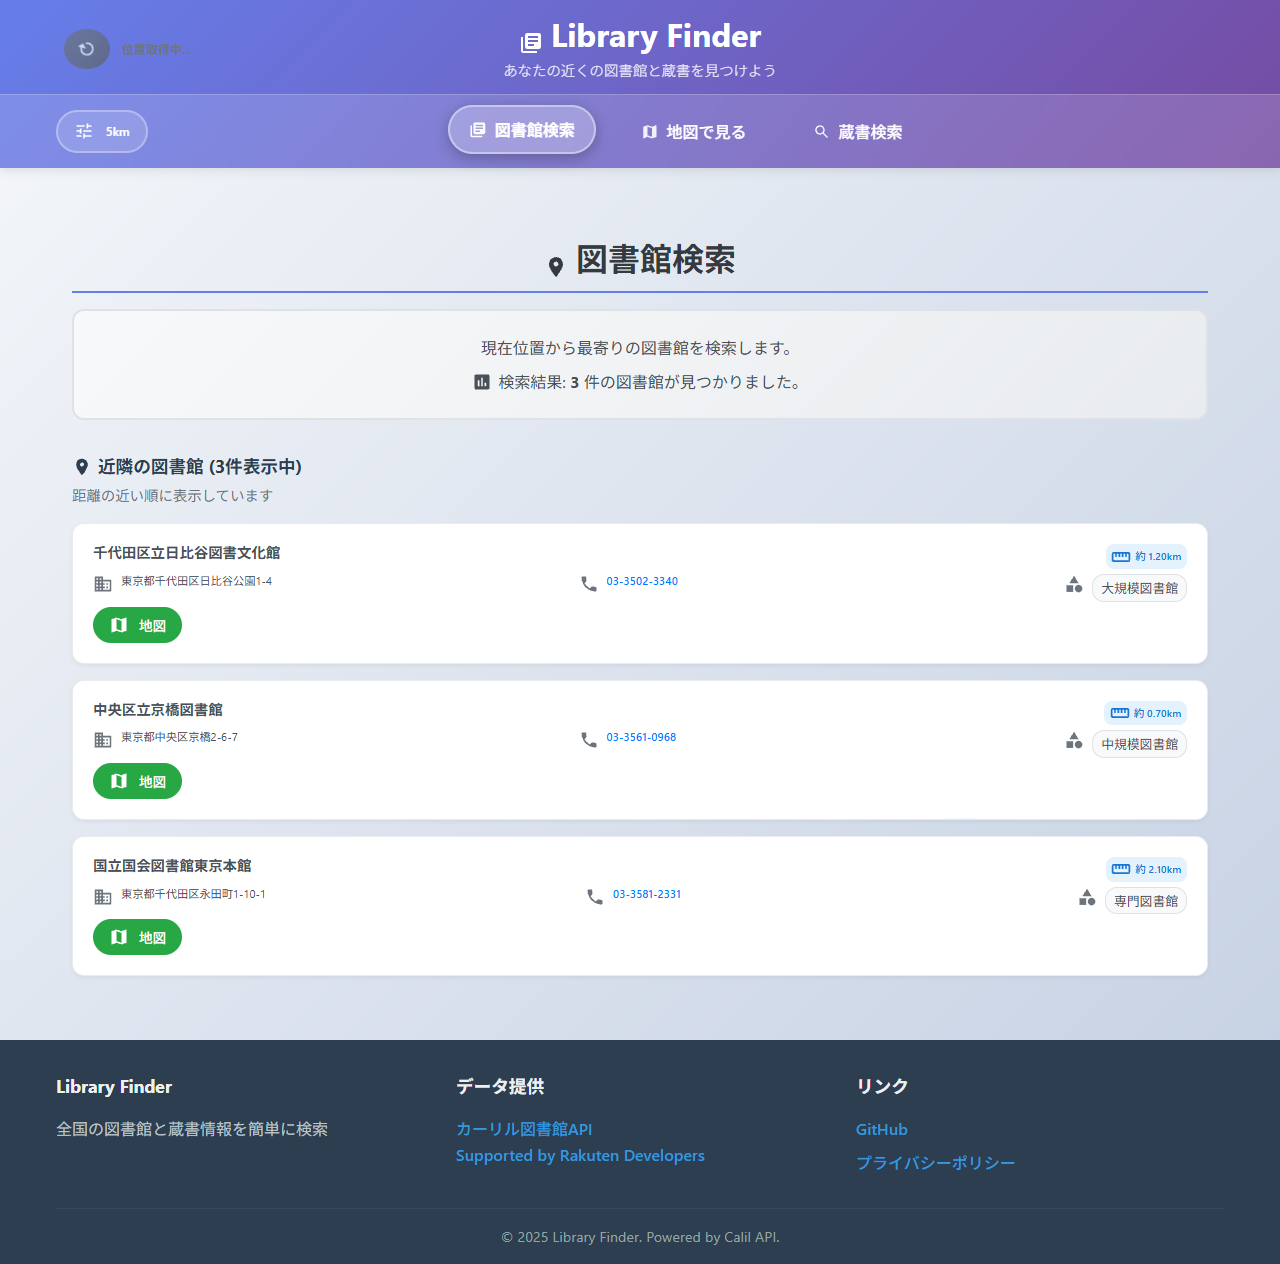 位置取得中...
Library Finder
あなたの近くの図書館と蔵書を見つけよう
5km
図書館検索
地図で見る
蔵書検索
図書館検索
現在位置から最寄りの図書館を検索します。
検索結果: 3 件の図書館が見つかりました。
近隣の図書館 (3件表示中)
距離の近い順に表示しています
千代田区立日比谷図書文化館
約 1.20km
東京都千代田区日比谷公園1-4
03-3502-3340
大規模図書館
地図
中央区立京橋図書館
約 0.70km
東京都中央区京橋2-6-7
03-3561-0968
中規模図書館
地図
国立国会図書館東京本館
約 2.10km
東京都千代田区永田町1-10-1
03-3581-2331
専門図書館
地図
Library Finder
全国の図書館と蔵書情報を簡単に検索
データ提供
カーリル図書館API
Supported by Rakuten Developers
リンク
GitHub
プライバシーポリシー
© 2025 Library Finder. Powered by Calil API.